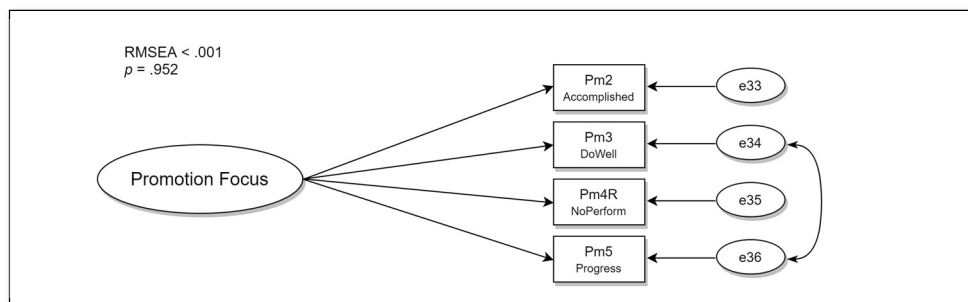 RMSEA < .001
p = .952
Promotion Focus
Pm2
Accomplished
e33
Pm3
DoWell
e34
Pm4R
NoPerform
e35
Pm5
Progress
e36